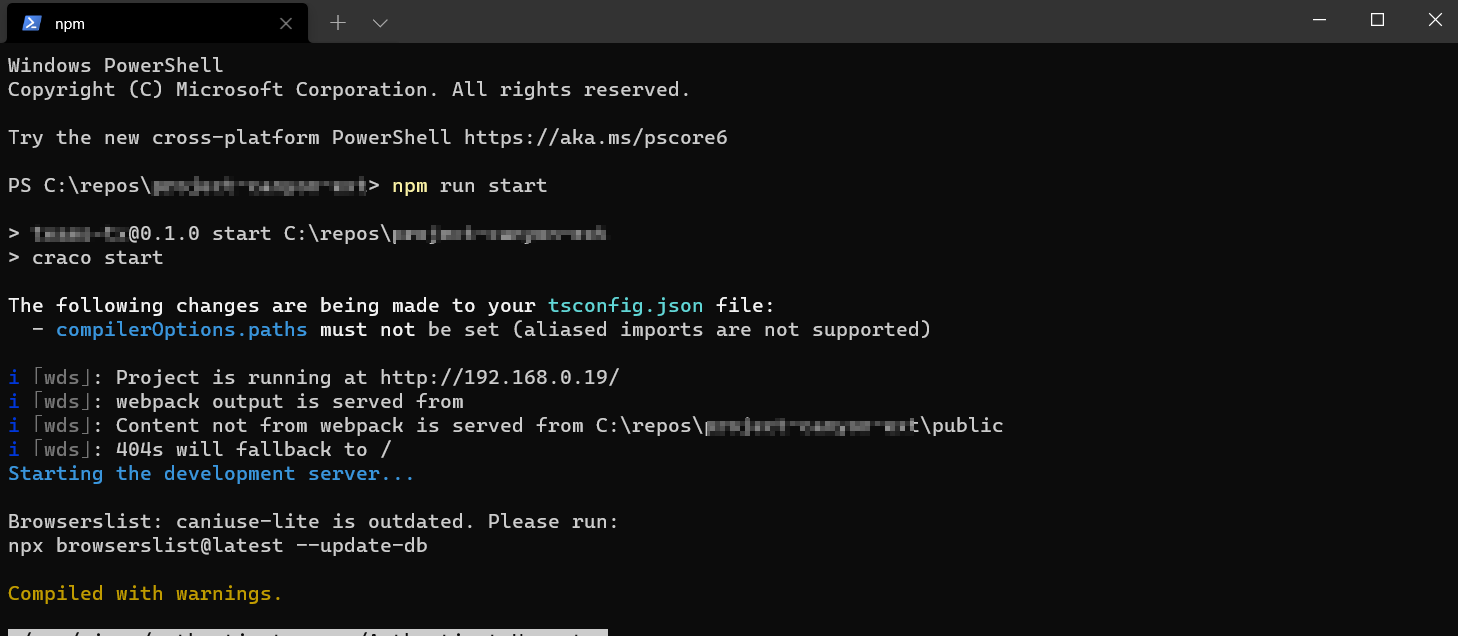 npm
Windows PowerShell
Copyright (C) Microsoft Corporation. All rights reserved.
Try the new cross-platform PowerShell https://aka.ms/pscore6
PS C:\repos\> npm run start
> @0.1.0 start C:\repos\
> craco start
The following changes are being made to your tsconfig.json file:
- compilerOptions.paths must not be set (aliased imports are not supported)
i ｢wds｣: Project is running at http://192.168.0.19/
i ｢wds｣: webpack output is served from
i ｢wds｣: Content not from webpack is served from C:\repos\\public
i ｢wds｣: 404s will fallback to /
Starting the development server...
Browserslist: caniuse-lite is outdated. Please run:
npx browserslist@latest --update-db
Compiled with warnings.